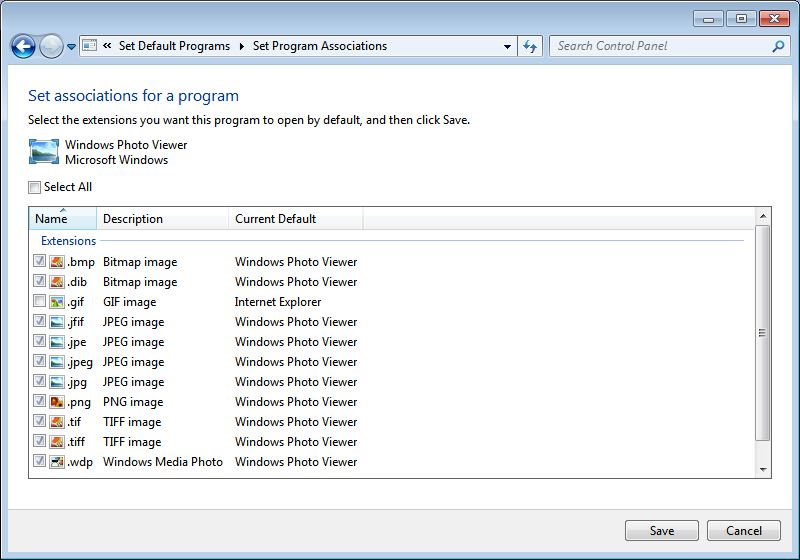 « Set Default Programs Set Program Associations Search Control Panel
Set associations for a program
Select the extensions you want this program to open by default, and then click Save.
Windows Photo Viewer
Microsoft Windows
Select All
Name Description Current Default
Extensions
.bmp Bitmap image Windows Photo Viewer
.dib Bitmap image Windows Photo Viewer
.gif GIF image Internet Explorer
.jfif JPEG image Windows Photo Viewer
.jpe JPEG image Windows Photo Viewer
.jpeg JPEG image Windows Photo Viewer
.jpg JPEG image Windows Photo Viewer
.png PNG image Windows Photo Viewer
.tif TIFF image Windows Photo Viewer
.tiff TIFF image Windows Photo Viewer
.wdp Windows Media Photo Windows Photo Viewer
Save Cancel